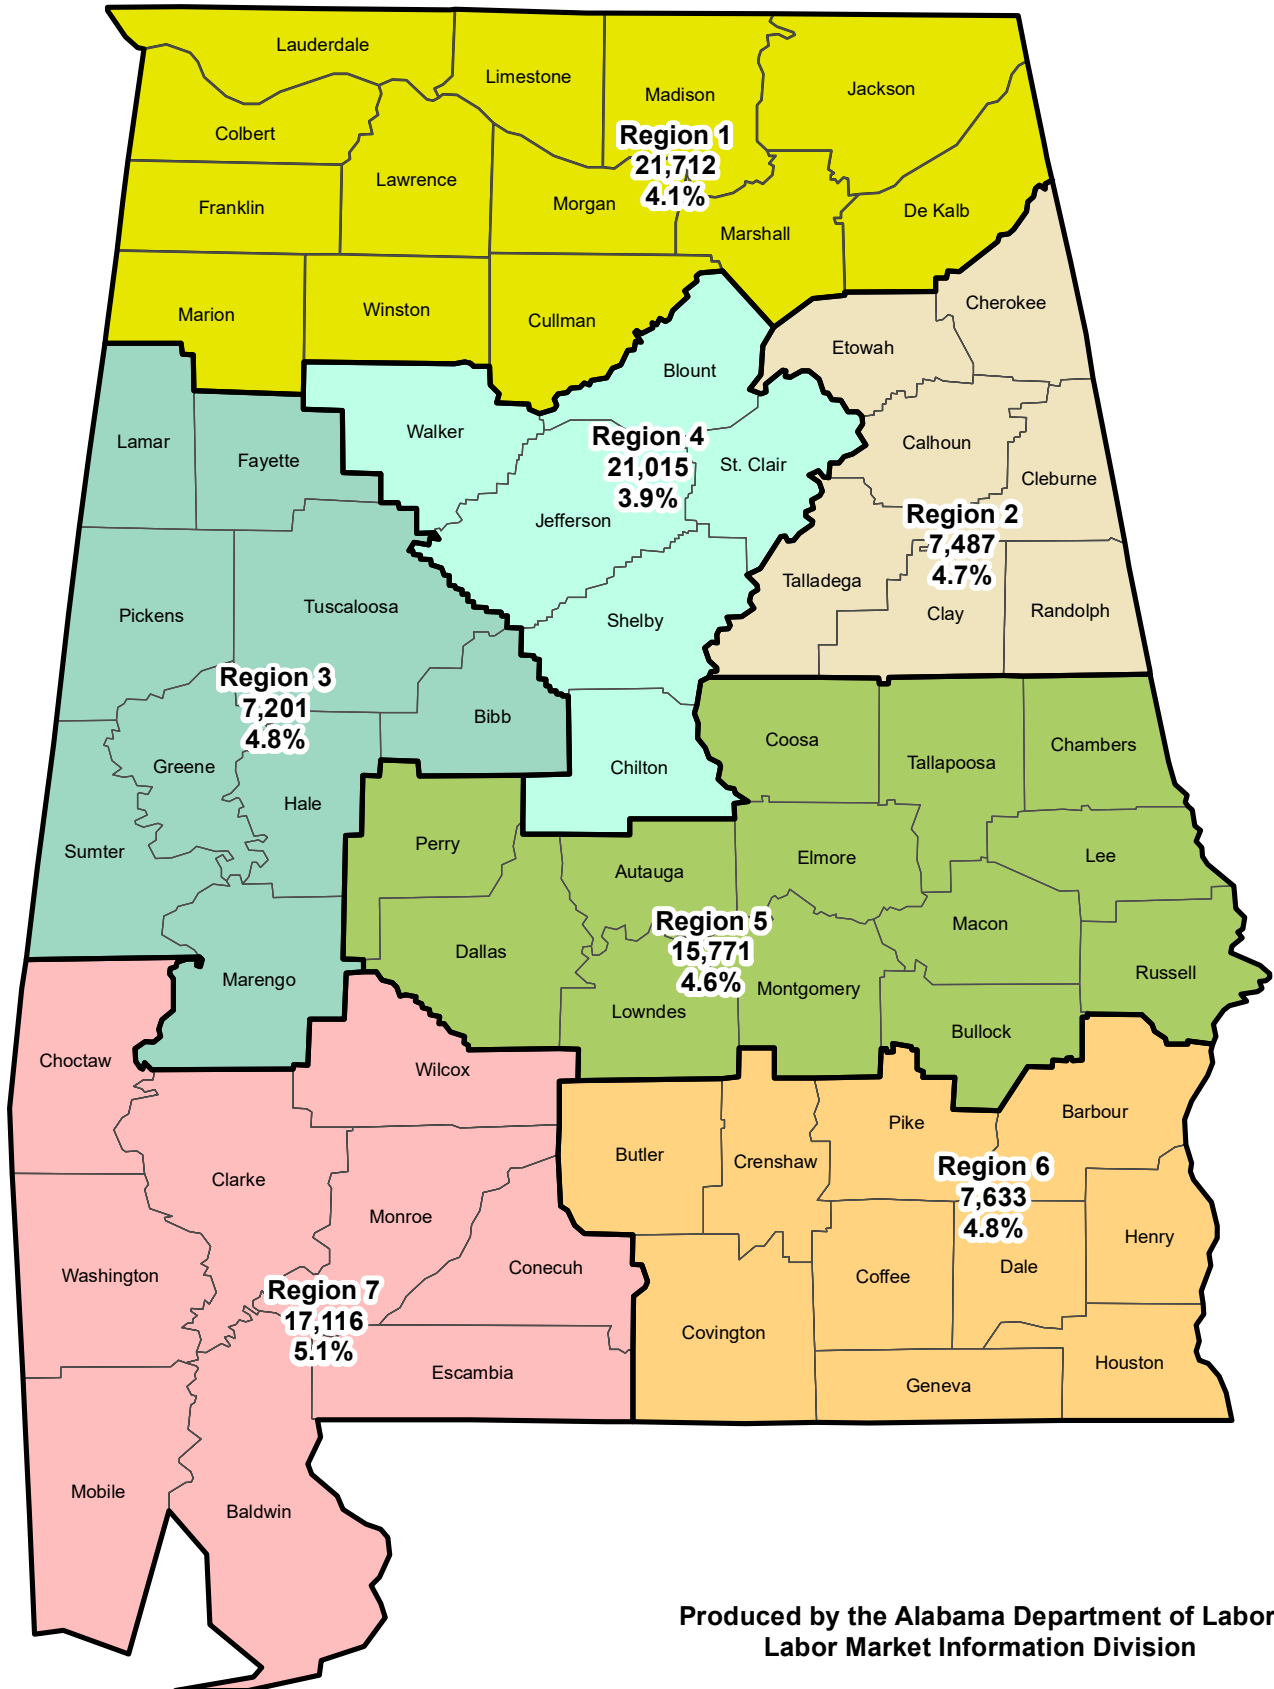 Lauderdale
Limestone
Madison
Jackson
Colbert
Region 1
21,712
4.1%
Lawrence
Franklin
Morgan
De Kalb
Marshall
Marion
Winston
Cullman
Cherokee
Etowah
Blount
Lamar
Fayette
Walker
Region 4
21,015
3.9%
St. Clair
Calhoun
Cleburne
Jefferson
Region 2
7,487
4.7%
Talladega
Clay
Randolph
Pickens
Tuscaloosa
Shelby
Region 3
7,201
4.8%
Bibb
Greene
Hale
Chilton
Coosa
Tallapoosa
Chambers
Sumter
Perry
Autauga
Elmore
Lee
Region 5
15,771
4.6%
Dallas
Macon
Marengo
Lowndes
Montgomery
Russell
Bullock
Choctaw
Wilcox
Butler
Crenshaw
Pike
Barbour
Region 6
7,633
4.8%
Clarke
Monroe
Henry
Washington
Conecuh
Coffee
Dale
Region 7
17,116
5.1%
Covington
Escambia
Geneva
Houston
Mobile
Baldwin
Produced by the Alabama Department of Labor
Labor Market Information Division